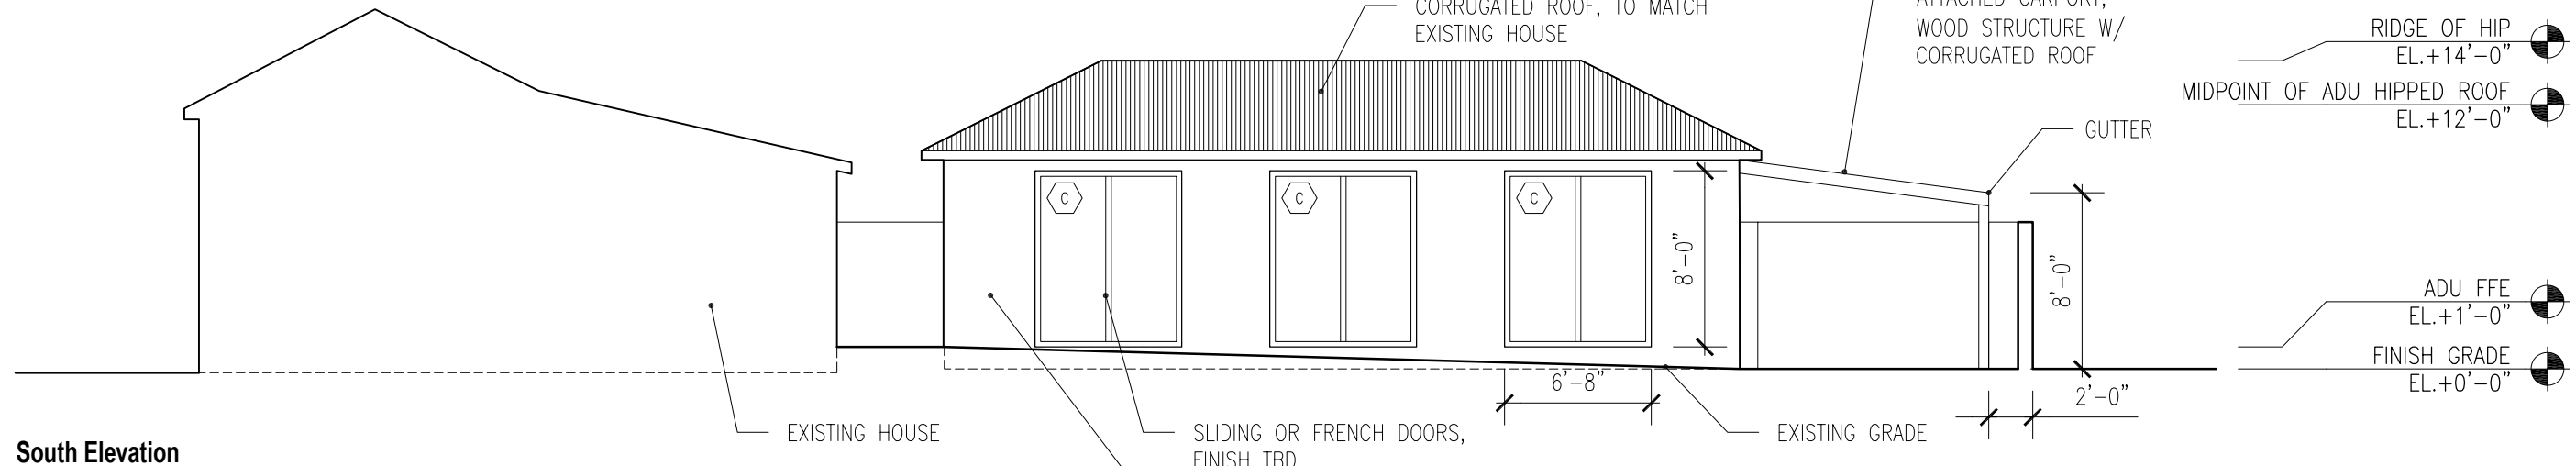 CORRUGATED ROOF, TO MATCH
EXISTING HOUSE
ATTACHED CARPORT,
WOOD STRUCTURE W/
CORRUGATED ROOF
RIDGE OF HIP
EL.+14'-0"
MIDPOINT OF ADU HIPPED ROOF
EL.+12'-0"
GUTTER
C
C
C
8'-0"
8'-0"
ADU FFE
EL.+1'-0"
FINISH GRADE
EL.+0'-0"
6'-8"
2'-0"
EXISTING HOUSE
SLIDING OR FRENCH DOORS,
FINISH TBD
EXISTING GRADE
South Elevation